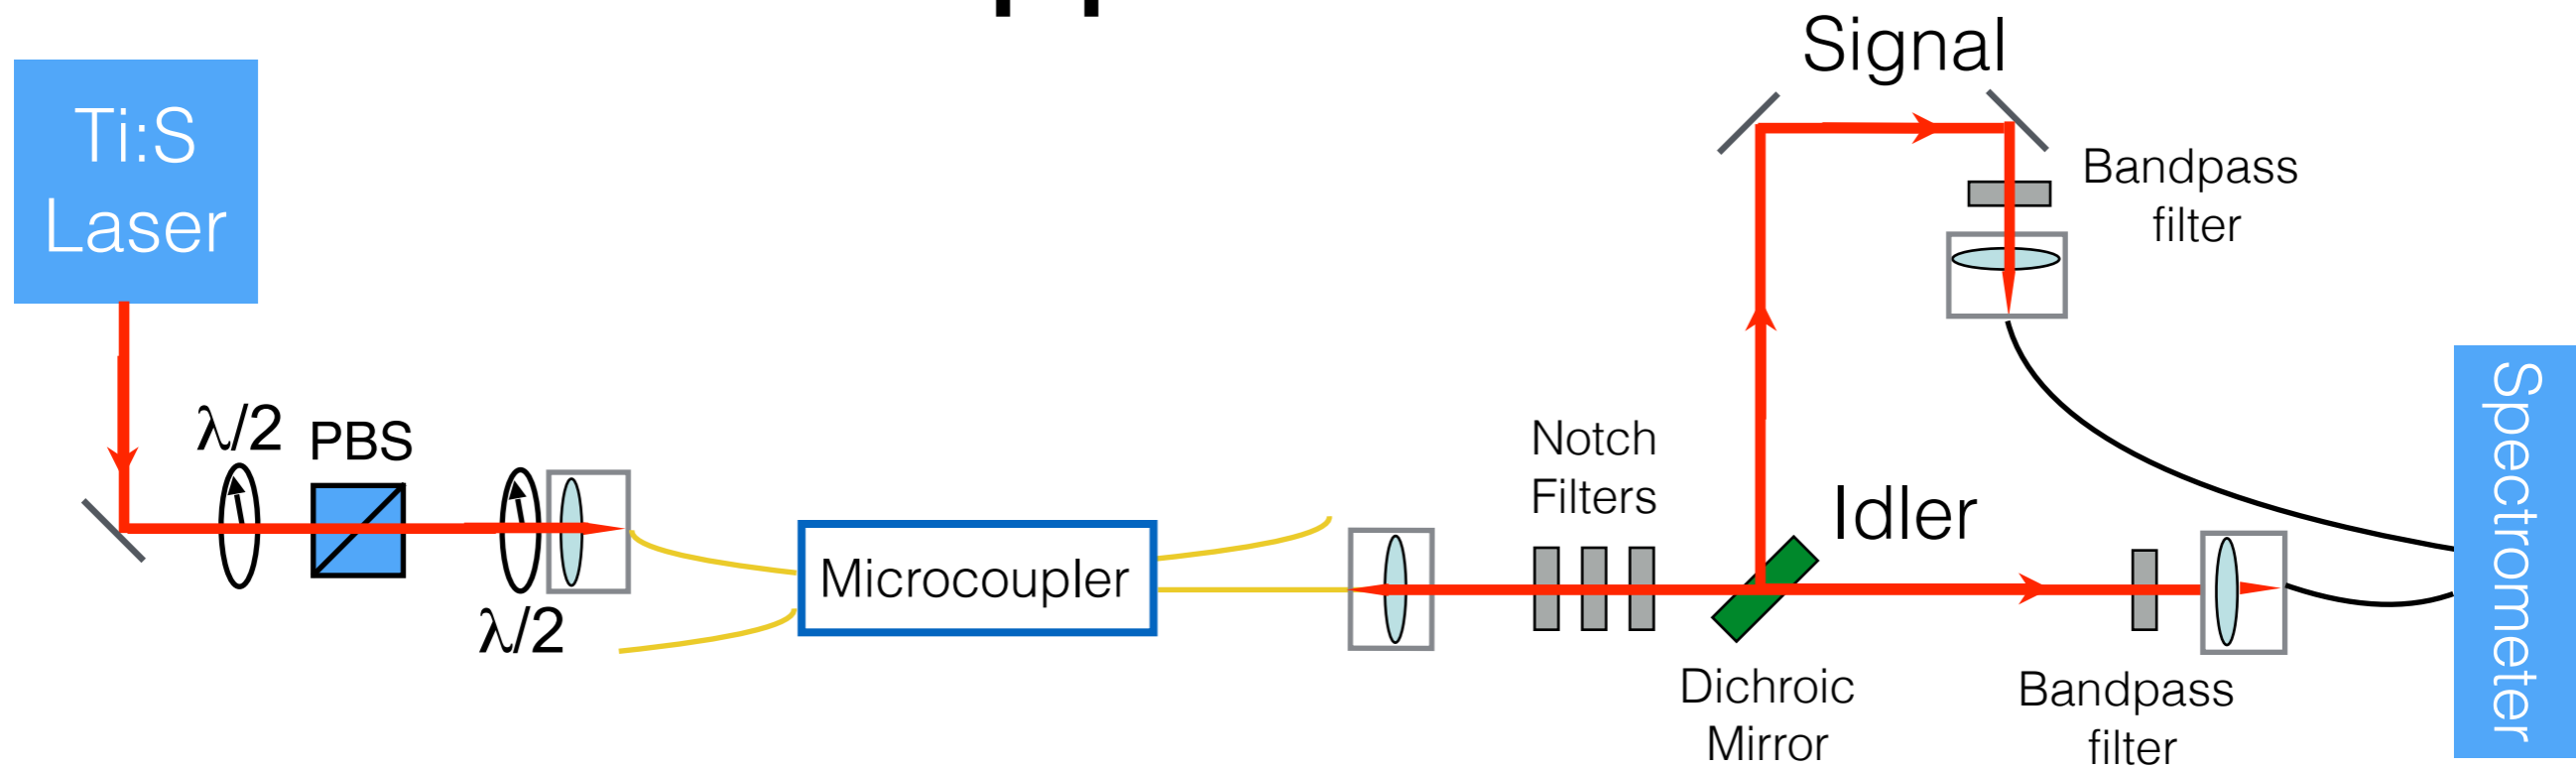 Signal
Ti:S
Laser
Bandpass
filter
λ/2
PBS
λ/2
Microcoupler
Notch
Filters
Idler
Dichroic
Mirror
Bandpass
filter
Spectrometer